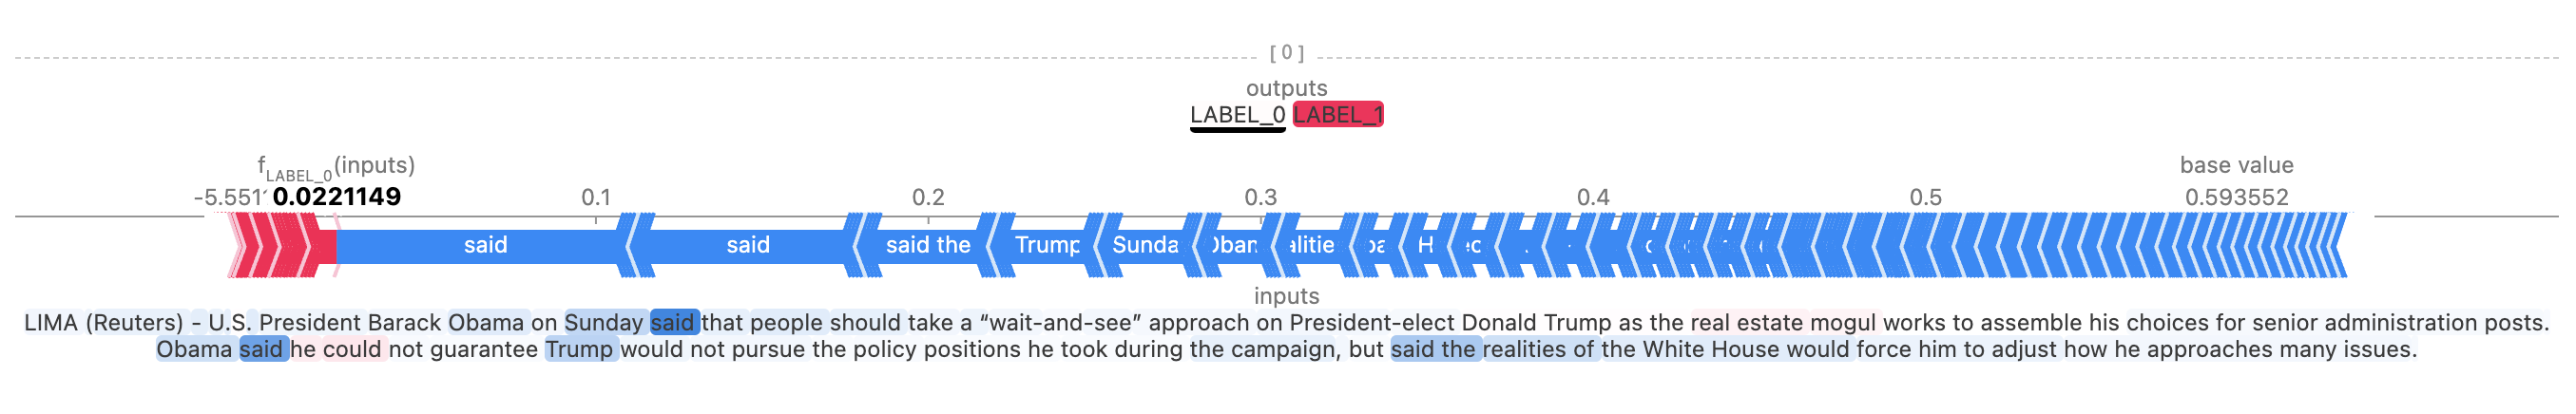 [ 0 ]
outputs
LABEL_0 LABEL_1
fLABEL_0(inputs) base value
-5.551 0.0221149 0.1 0.2 0.3 0.4 0.5 0.593552
said said said the Trump Sunda Oban alitie
inputs
LIMA (Reuters) - U.S. President Barack Obama on Sunday said that people should take a “wait-and-see” approach on President-elect Donald Trump as the real estate mogul works to assemble his choices for senior administration posts.
Obama said he could not guarantee Trump would not pursue the policy positions he took during the campaign, but said the realities of the White House would force him to adjust how he approaches many issues.